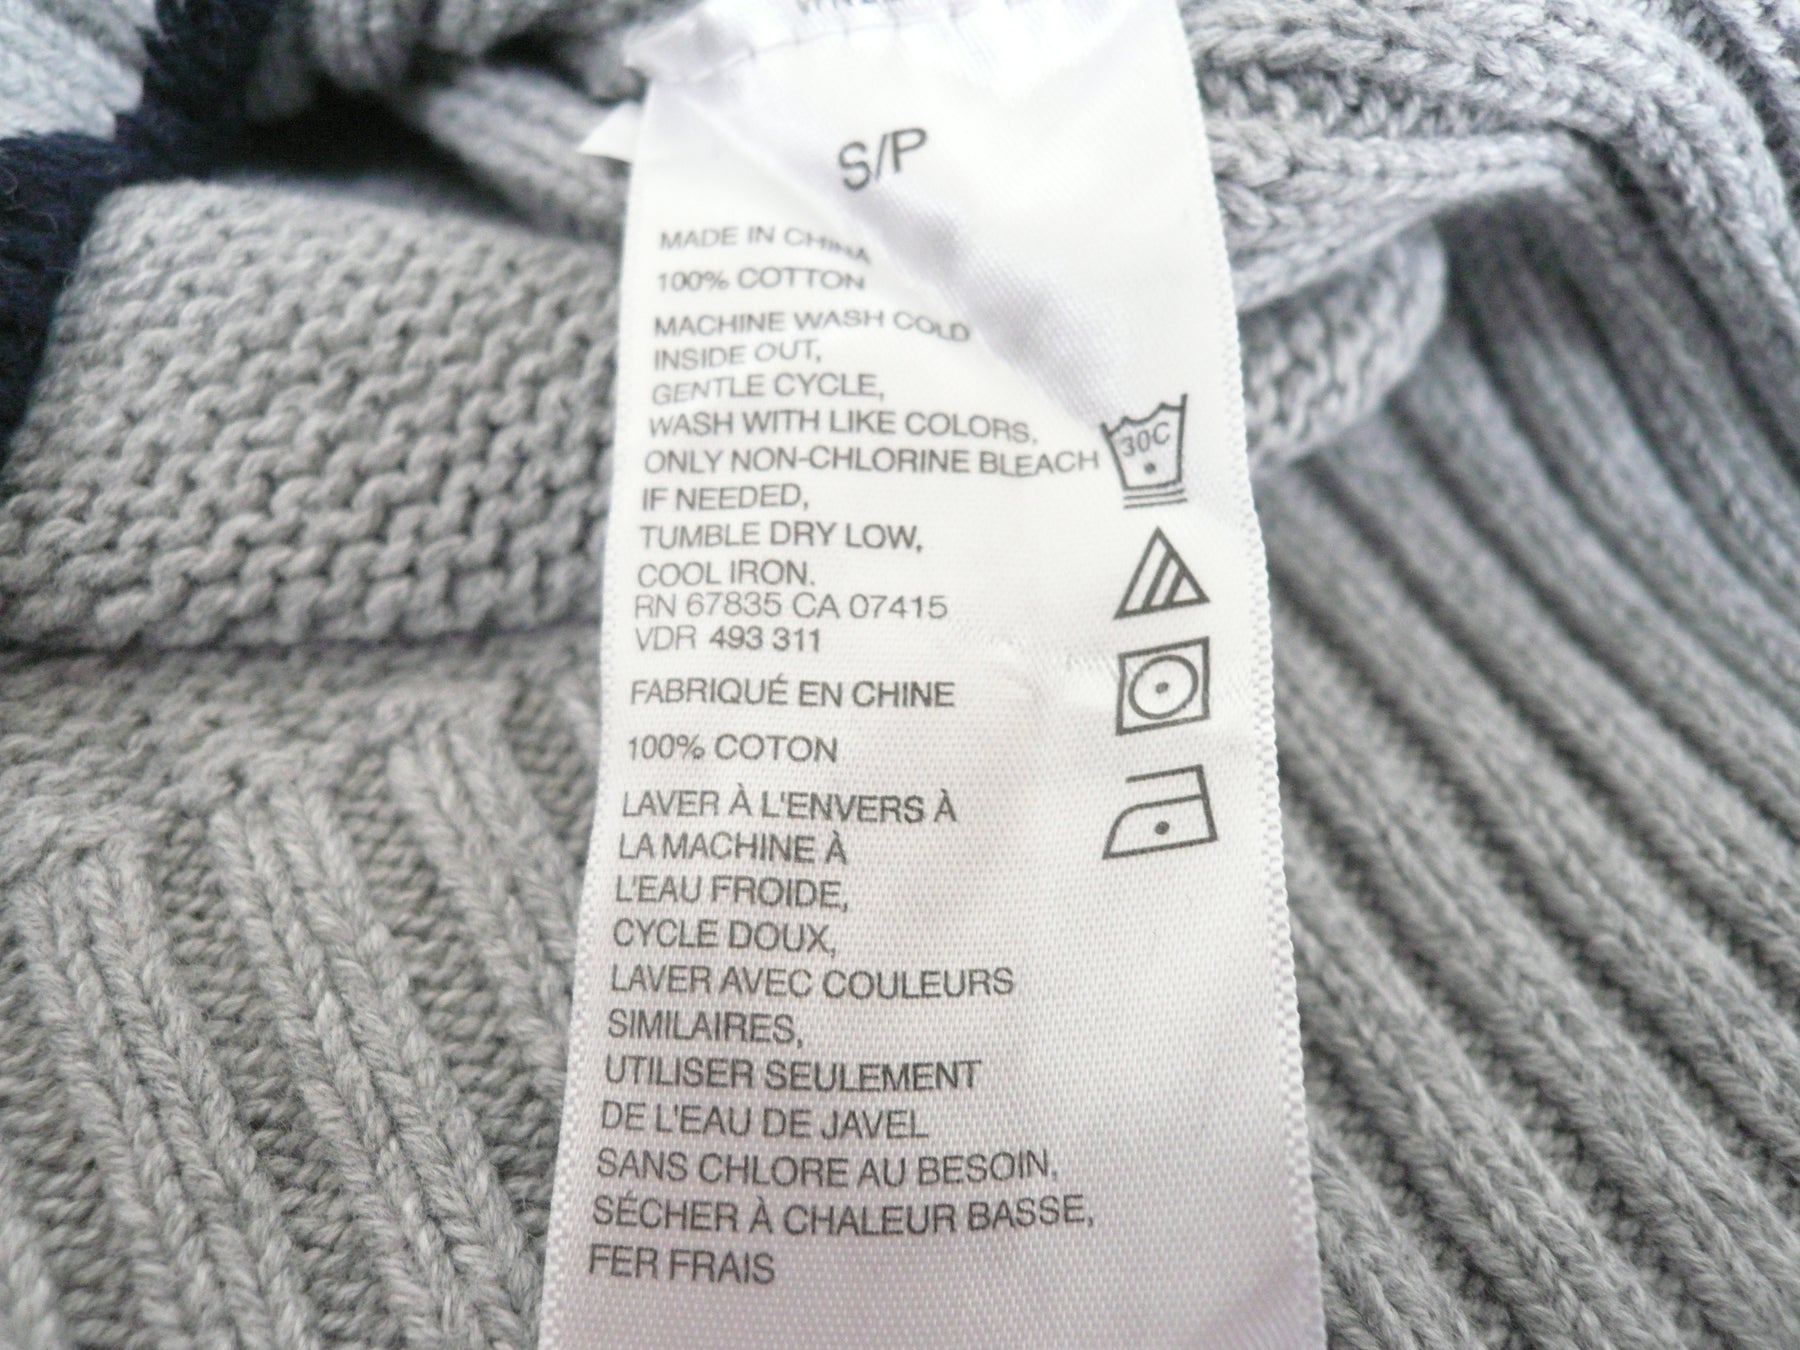 S/P
MADE IN CHINA
100% COTTON
MACHINE WASH COLD
INSIDE OUT,
GENTLE CYCLE,
WASH WITH LIKE COLORS,
ONLY NON-CHLORINE BLEACH
IF NEEDED,
TUMBLE DRY LOW,
COOL IRON.
RN 67835 CA 07415
VDR 493 311
30C
FABRIQUÉ EN CHINE
100% COTON
LAVER À L'ENVERS À
LA MACHINE À
L'EAU FROIDE,
CYCLE DOUX,
LAVER AVEC COULEURS
SIMILAIRES,
UTILISER SEULEMENT
DE L'EAU DE JAVEL
SANS CHLORE AU BESOIN,
SÉCHER À CHALEUR BASSE,
FER FRAIS